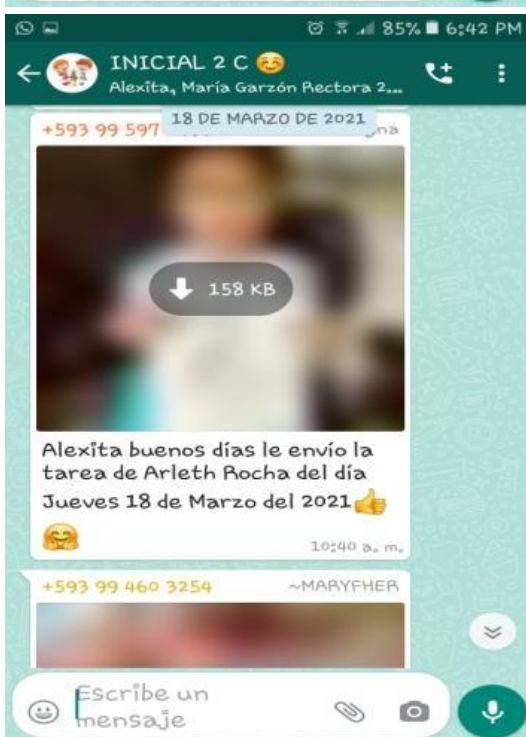 85% 6:42 PM
INICIAL 2 C
Alexita, María Garzón Rectora 2...
18 DE MARZO DE 2021
+593 99 597
158 KB
Alexita buenos días le envío la
tarea de Arleth Rocha del día
Jueves 18 de Marzo del 2021
10:40 a. m.
+593 99 460 3254 ~MARYFHER
Escribe un
mensaje